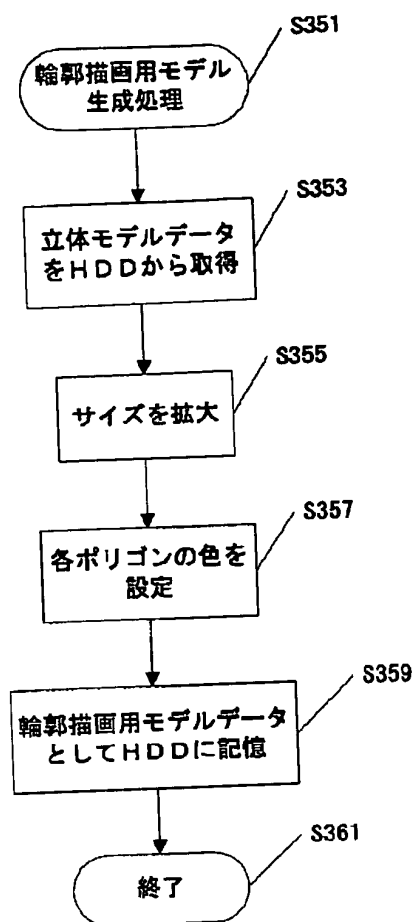 S351
輪郭描画用モデル
生成処理
S353
立体モデルデータ
をHDDから取得
S355
サイズを拡大
S357
各ポリゴンの色を
設定
S359
輪郭描画用モデルデータ
としてHDDに記憶
S361
終了